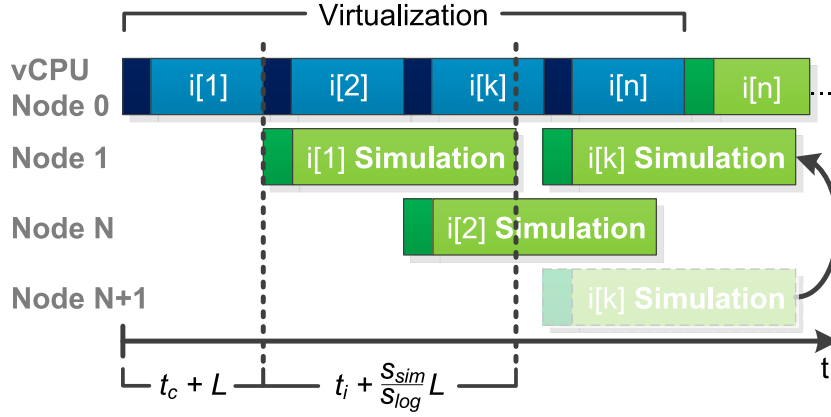 Virtualization
vCPU
Node 0
i[1]
i[2]
i[k]
i[n]
i[n]
Node 1
i[1] Simulation
i[k] Simulation
Node N
i[2] Simulation
Node N+1
i[k] Simulation
t
t_c + L
t_i + s_sim/s_log L